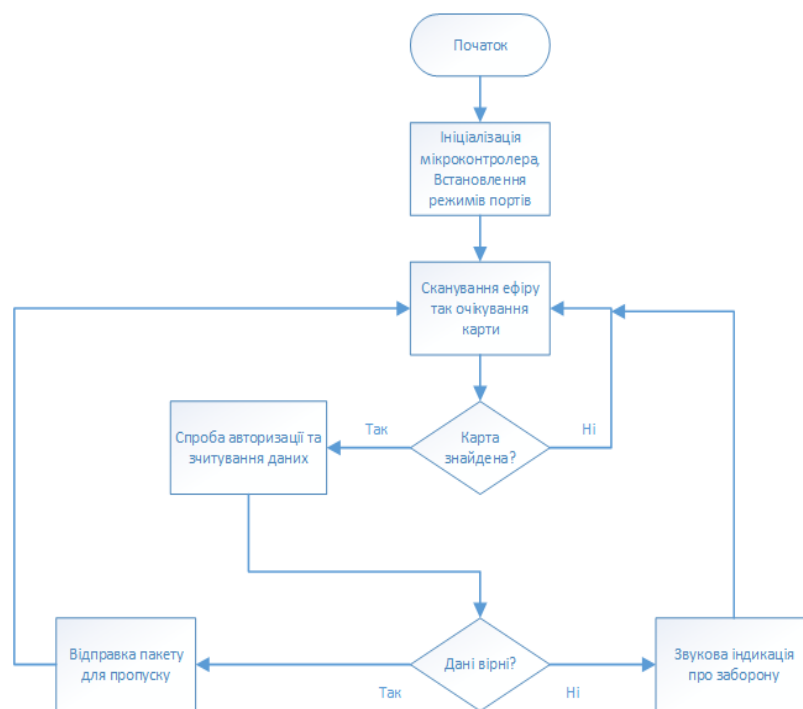 Початок
Ініціалізація
мікроконтролера,
Встановлення
режимів портів
Сканування ефіру
так очікування
карти
Так
Ні
Спроба авторизації та
зчитування даних
Карта
знайдена?
Відправка пакету
для пропуску
Дані вірні?
Звукова індикація
про заборону
Так
Ні